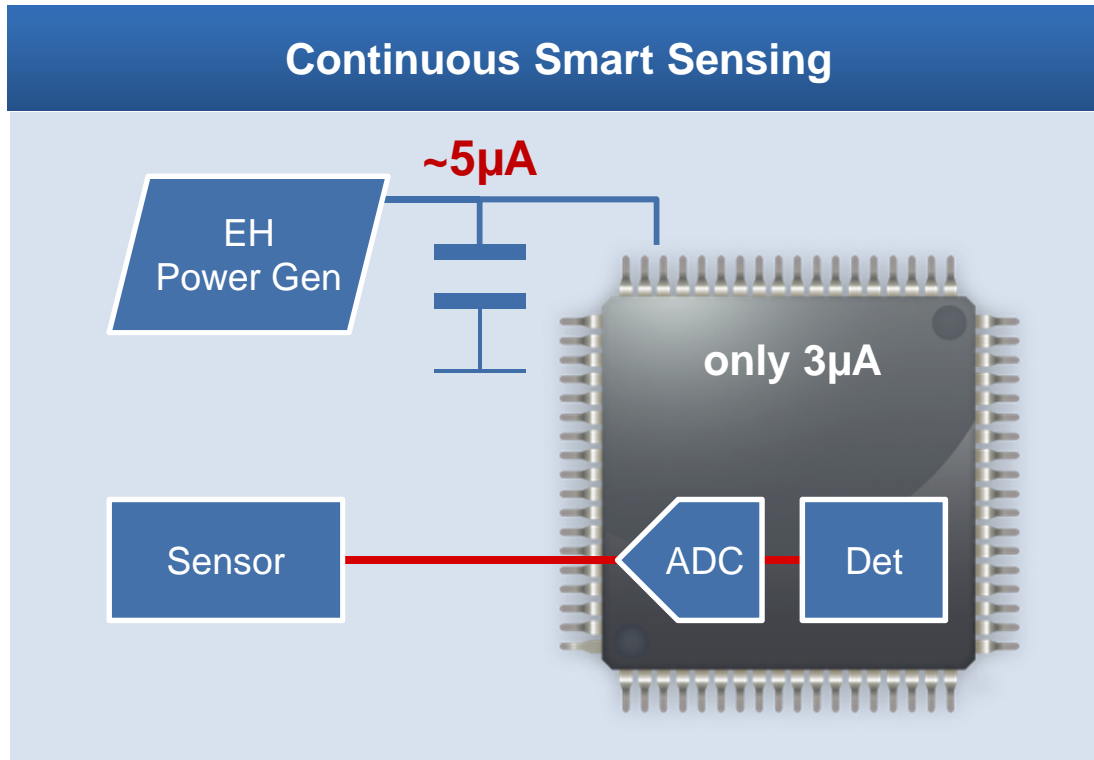 Continuous Smart Sensing
~5µA
EH
Power Gen
only 3µA
Sensor
ADC
Det